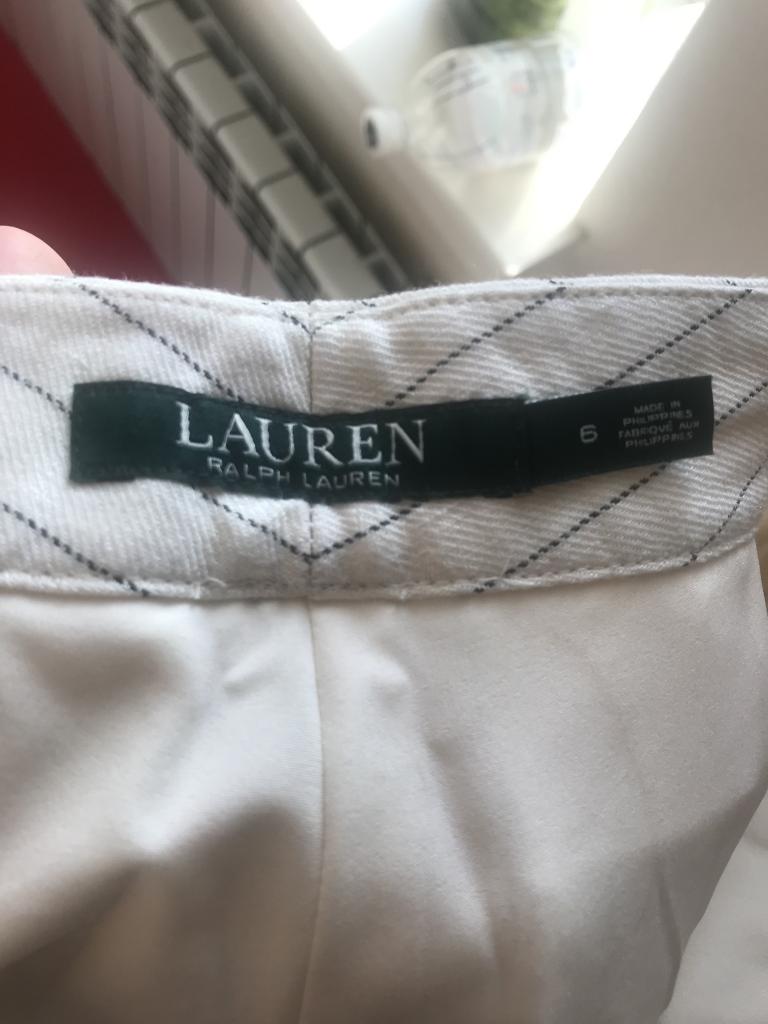 LAUREN
RALPH LAUREN
6
MADE IN
PHILIPPINES
FABRIQUÉ AUX
PHILIPPINES